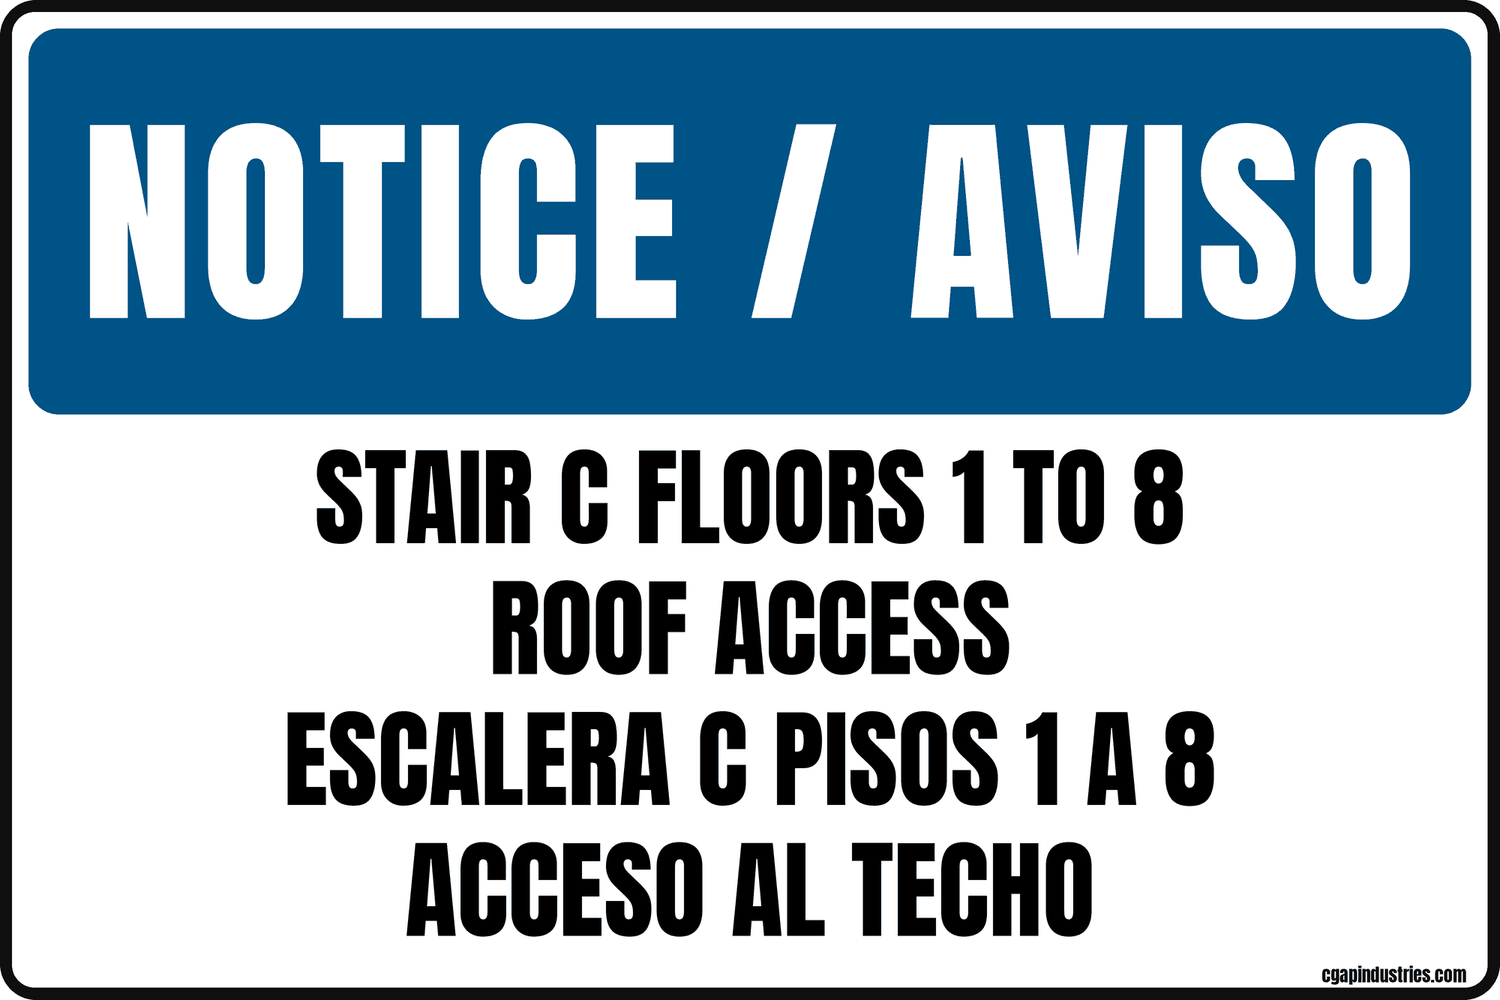 NOTICE / AVISO
STAIR C FLOORS 1 TO 8
ROOF ACCESS
ESCALERA C PISOS 1 A 8
ACCESO AL TECHO
cgapindustries.com